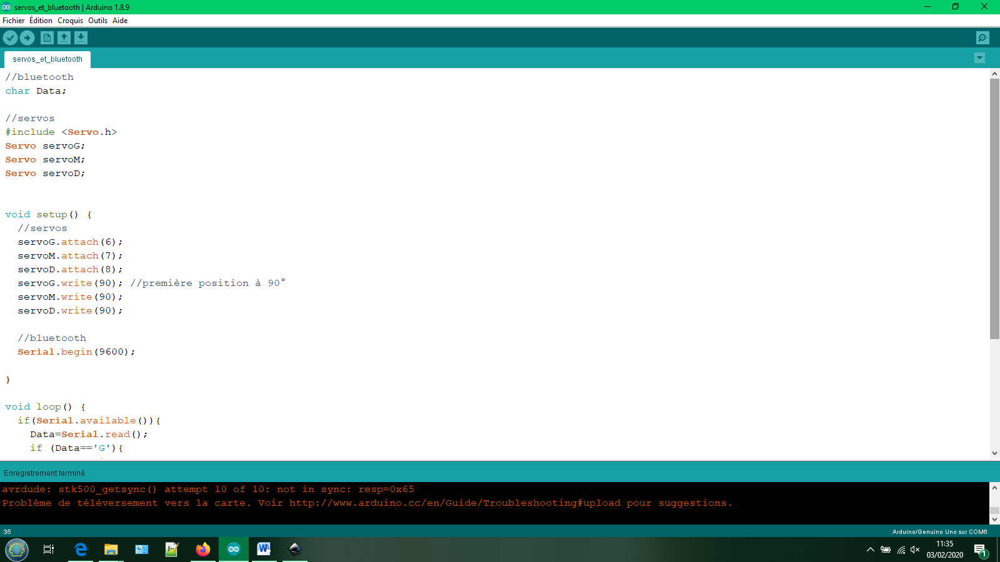 servos_et_bluetooth | Arduino 1.8.9
Fichier Édition Croquis Outils Aide
servos_et_bluetooth
//bluetooth
char Data;
//servos
#include <Servo.h>
Servo servoG;
Servo servoM;
Servo servoD;
void setup() {
//servos
servoG.attach(6);
servoM.attach(7);
servoD.attach(8);
servoG.write(90); //première position à 90°
servoM.write(90);
servoD.write(90);
//bluetooth
Serial.begin(9600);
}
void loop() {
if(Serial.available()){
Data=Serial.read();
if (Data=='G'){
Enregistrement terminé.
avrdude: stk500_getsync() attempt 10 of 10: not in sync: resp=0x65
Problème de téléversement vers la carte. Voir http://www.arduino.cc/en/Guide/Troubleshooting#upload pour suggestions.
35
Arduino/Genuino Uno sur COM6
11:35
03/02/2020
1